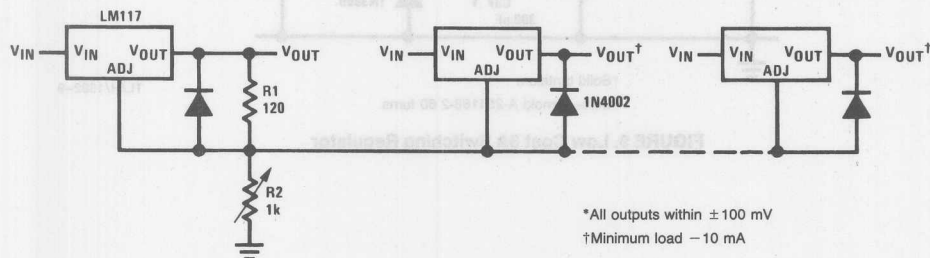 LM117
VIN
VIN
VOUT
ADJ
VOUT
R1
120
R2
1k
VIN
VIN
VOUT
ADJ
VOUT†
1N4002
VIN
VIN
VOUT
ADJ
VOUT†
*All outputs within ±100 mV
†Minimum load −10 mA